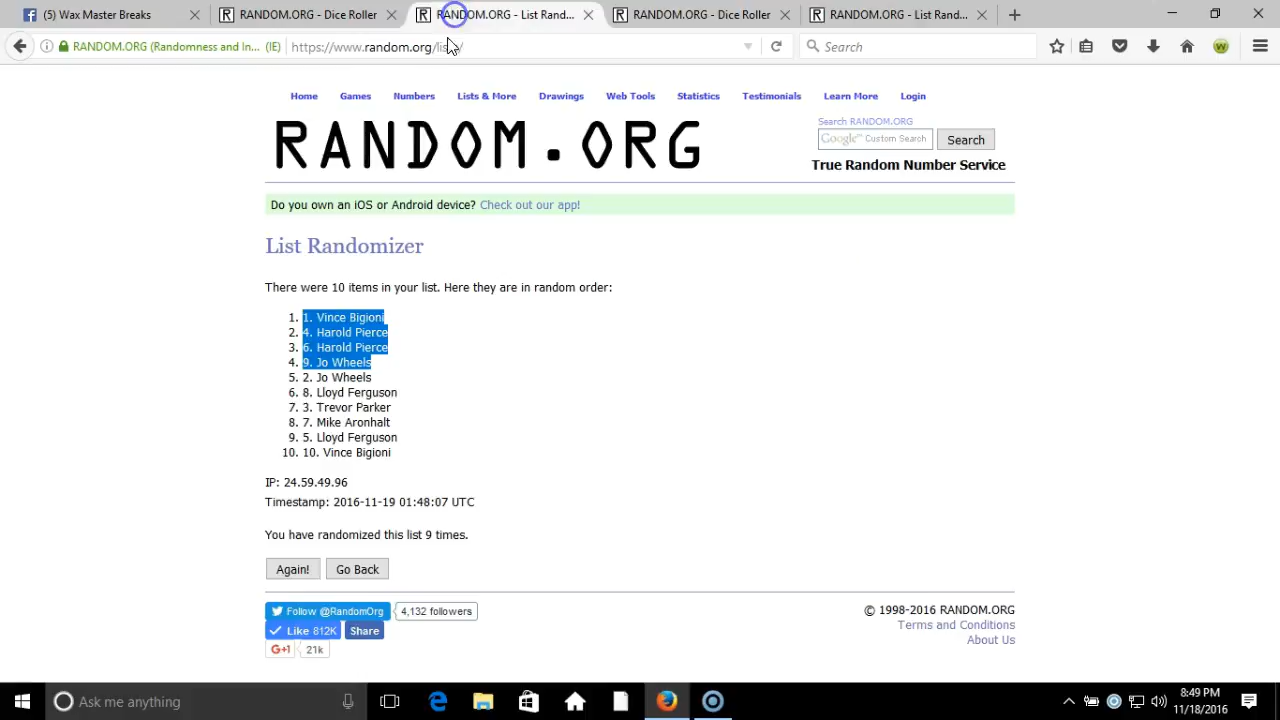 (5) Wax Master Breaks
RANDOM.ORG - Dice Roller
RANDOM.ORG - List Rand...
RANDOM.ORG - Dice Roller
RANDOM.ORG - List Rand...
RANDOM.ORG (Randomness and In... (IE)
https://www.random.org/lists/
Search
Home Games Numbers Lists & More Drawings Web Tools Statistics Testimonials Learn More Login
RANDOM.ORG
Search RANDOM.ORG
Google™ Custom Search
Search
True Random Number Service
Do you own an iOS or Android device? Check out our app!
List Randomizer
There were 10 items in your list. Here they are in random order:
1. 1. Vince Bigioni
2. 4. Harold Pierce
3. 6. Harold Pierce
4. 9. Jo Wheels
5. 2. Jo Wheels
6. 8. Lloyd Ferguson
7. 3. Trevor Parker
8. 7. Mike Aronhalt
9. 5. Lloyd Ferguson
10. 10. Vince Bigioni
IP: 24.59.49.96
Timestamp: 2016-11-19 01:48:07 UTC
You have randomized this list 9 times.
Again! Go Back
Follow @RandomOrg 4,132 followers
Like 812K Share
G+1 21k
© 1998-2016 RANDOM.ORG
Terms and Conditions
About Us
Ask me anything
8:49 PM
11/18/2016